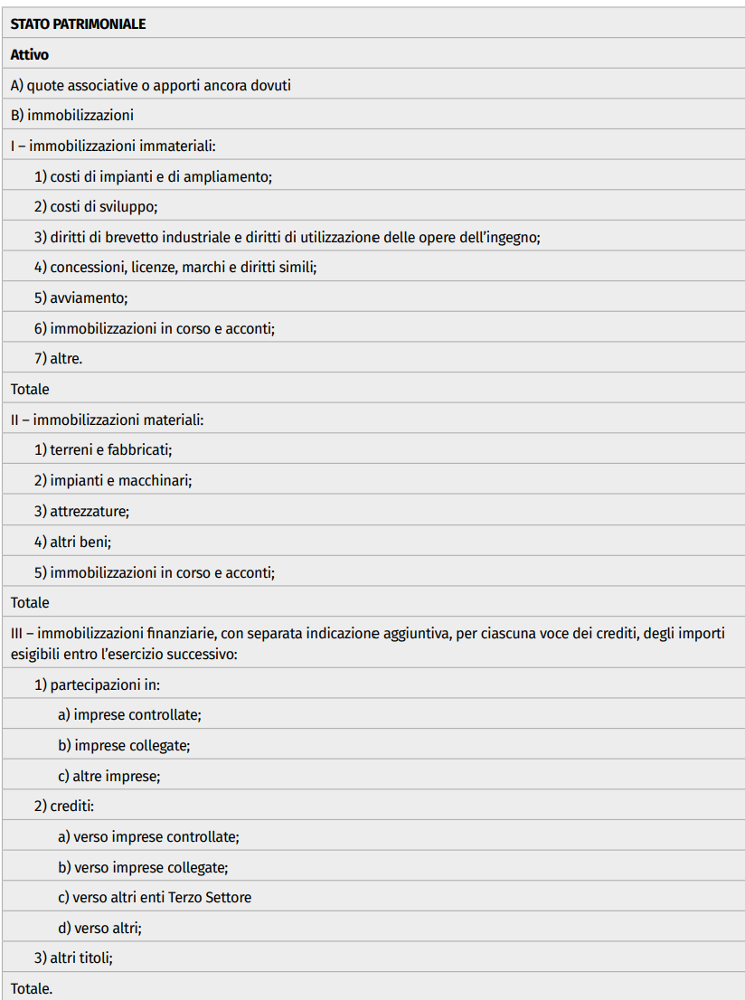 STATO PATRIMONIALE
Attivo
A) quote associative o apporti ancora dovuti
B) immobilizzazioni
I – immobilizzazioni immateriali:
1) costi di impianti e di ampliamento;
2) costi di sviluppo;
3) diritti di brevetto industriale e diritti di utilizzazione delle opere dell’ingegno;
4) concessioni, licenze, marchi e diritti simili;
5) avviamento;
6) immobilizzazioni in corso e acconti;
7) altre.
Totale
II – immobilizzazioni materiali:
1) terreni e fabbricati;
2) impianti e macchinari;
3) attrezzature;
4) altri beni;
5) immobilizzazioni in corso e acconti;
Totale
III – immobilizzazioni finanziarie, con separata indicazione aggiuntiva, per ciascuna voce dei crediti, degli importi
esigibili entro l’esercizio successivo:
1) partecipazioni in:
a) imprese controllate;
b) imprese collegate;
c) altre imprese;
2) crediti:
a) verso imprese controllate;
b) verso imprese collegate;
c) verso altri enti Terzo Settore
d) verso altri;
3) altri titoli;
Totale.